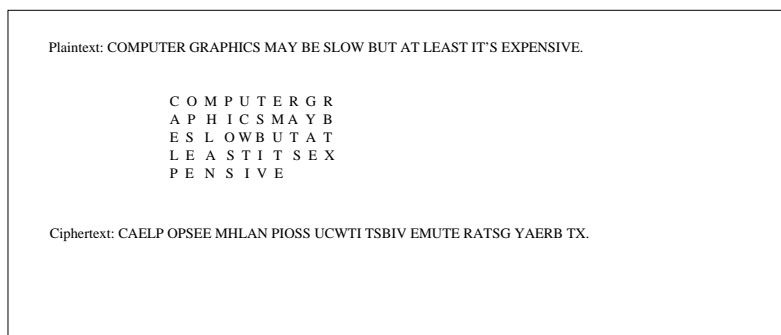 Plaintext: COMPUTER GRAPHICS MAY BE SLOW BUT AT LEAST IT'S EXPENSIVE.
C O M P U T E R G R
A P H I C S M A Y B
E S L O W B U T A T
L E A S T I T S E X
P E N S I V E
Ciphertext: CAELP OPSEE MHLAN PIOSS UCWTI TSBIV EMUTE RATSG YAERB TX.